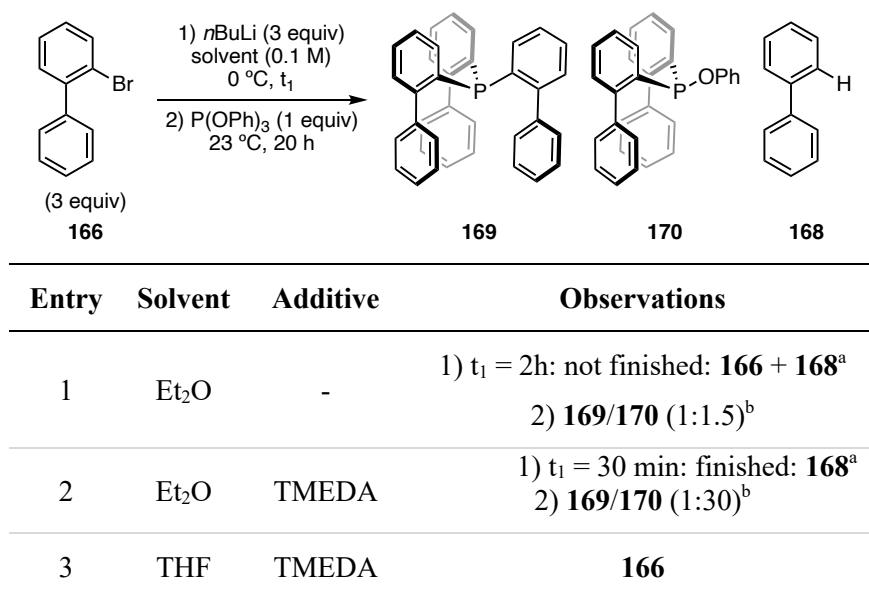 Br
(3 equiv)
166
1) nBuLi (3 equiv)
solvent (0.1 M)
0 ºC, t₁
2) P(OPh)₃ (1 equiv)
23 ºC, 20 h
P
169
P OPh
170
H
168
Entry Solvent Additive Observations
1 Et₂O - 1) t₁ = 2h: not finished: 166 + 168ᵃ
2) 169/170 (1:1.5)ᵇ
2 Et₂O TMEDA 1) t₁ = 30 min: finished: 168ᵃ
2) 169/170 (1:30)ᵇ
3 THF TMEDA 166